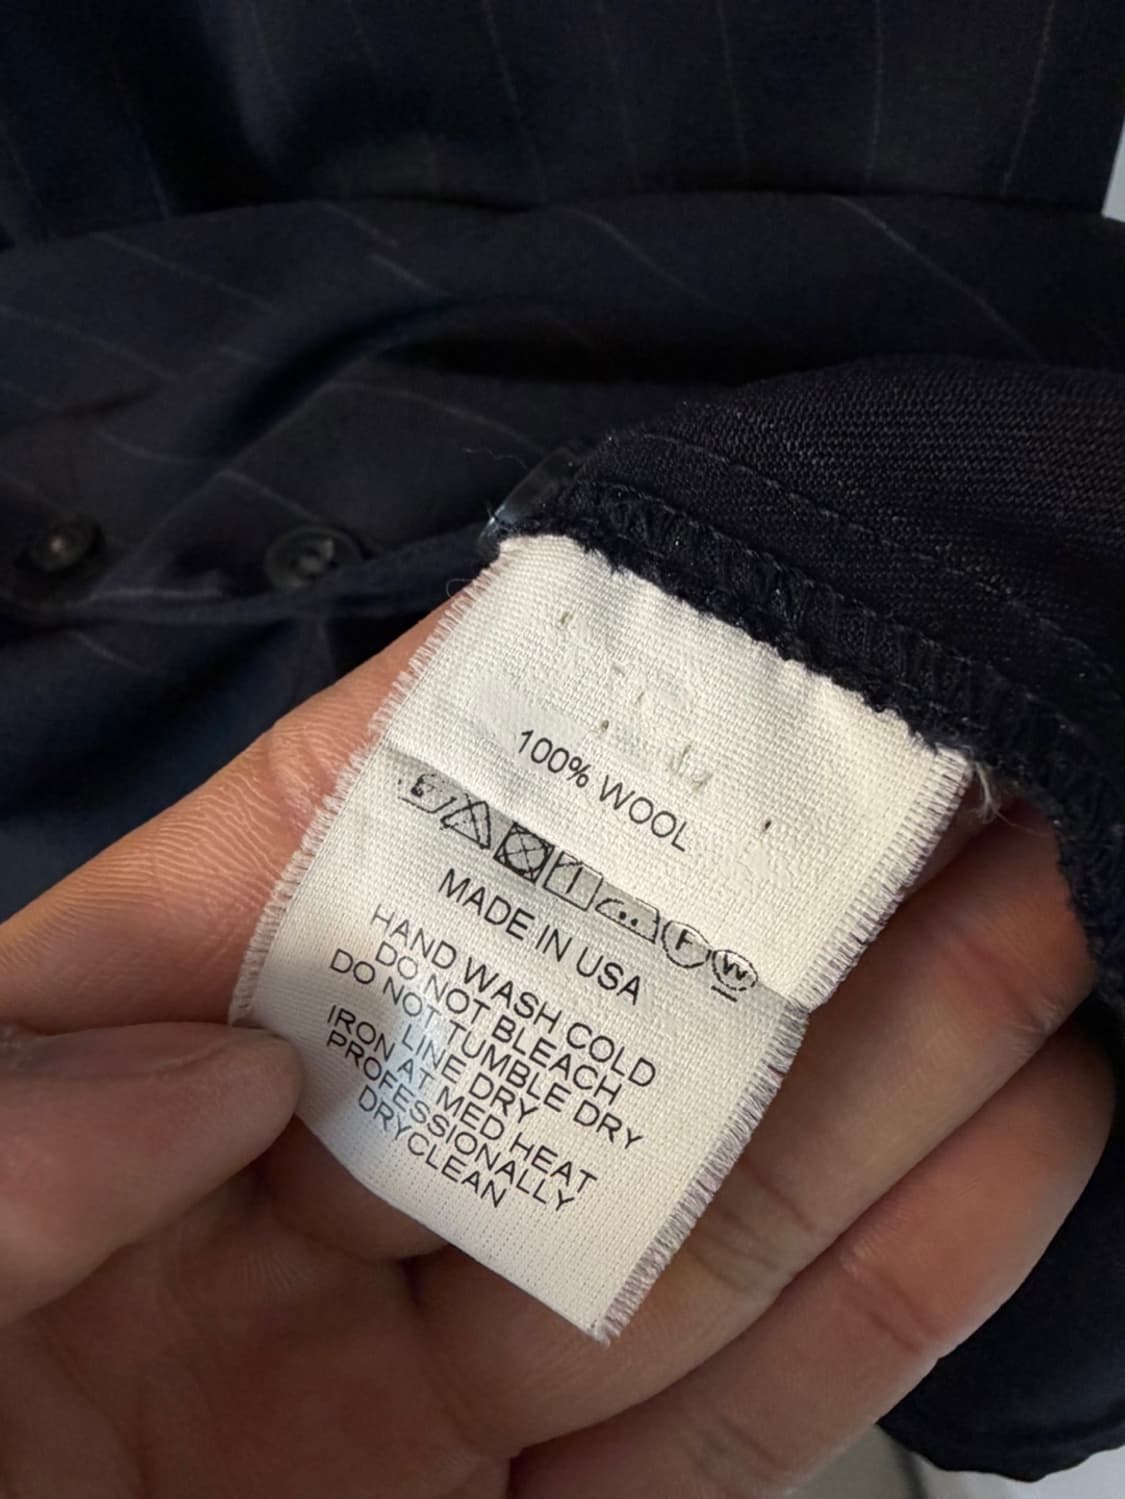 100% WOOL
F W
MADE IN USA
HAND WASH COLD
DO NOT BLEACH
DO NOT TUMBLE DRY
LINE DRY
IRON AT MED HEAT
PROFESSIONALLY
DRYCLEAN